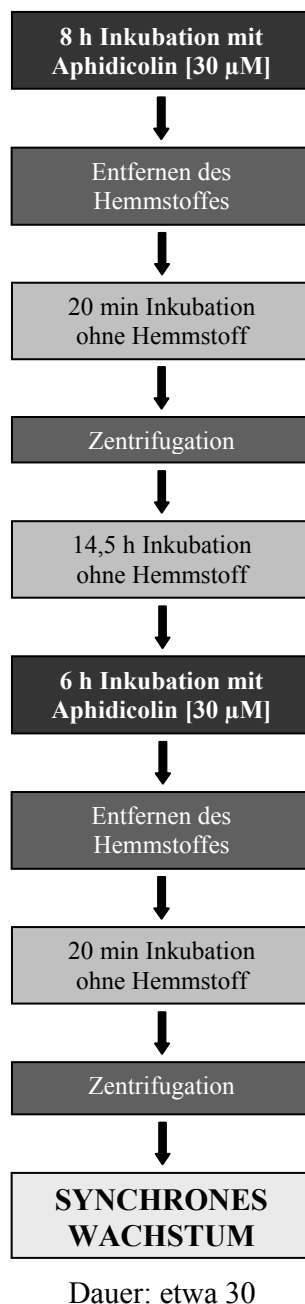 8 h Inkubation mit
Aphidicolin [30 µM]
Entfernen des
Hemmstoffes
20 min Inkubation
ohne Hemmstoff
Zentrifugation
14,5 h Inkubation
ohne Hemmstoff
6 h Inkubation mit
Aphidicolin [30 µM]
Entfernen des
Hemmstoffes
20 min Inkubation
ohne Hemmstoff
Zentrifugation
SYNCHRONES
WACHSTUM
Dauer: etwa 30